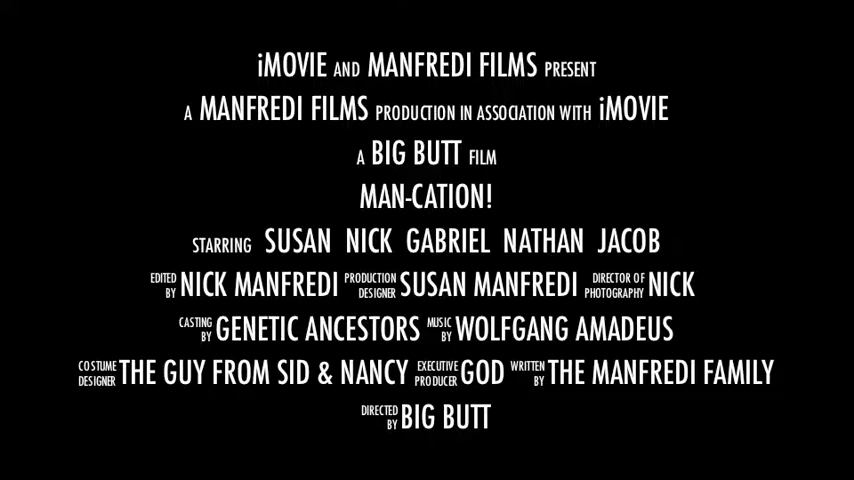 iMOVIE AND MANFREDI FILMS PRESENT
A MANFREDI FILMS PRODUCTION IN ASSOCIATION WITH iMOVIE
A BIG BUTT FILM
MAN-CATION!
STARRING SUSAN NICK GABRIEL NATHAN JACOB
EDITED BY NICK MANFREDI PRODUCTION DESIGNER SUSAN MANFREDI DIRECTOR OF PHOTOGRAPHY NICK
CASTING BY GENETIC ANCESTORS MUSIC BY WOLFGANG AMADEUS
COSTUME DESIGNER THE GUY FROM SID & NANCY EXECUTIVE PRODUCER GOD WRITTEN BY THE MANFREDI FAMILY
DIRECTED BY BIG BUTT